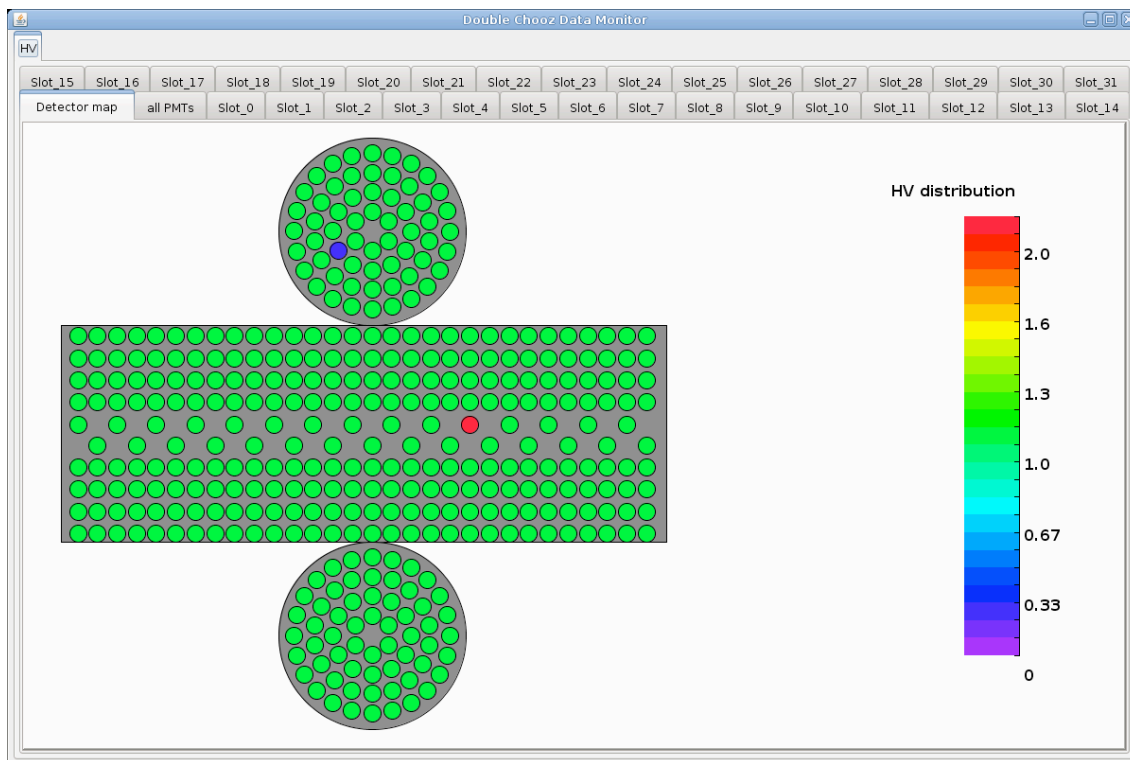 Double Chooz Data Monitor
HV
Slot_15 Slot_16 Slot_17 Slot_18 Slot_19 Slot_20 Slot_21 Slot_22 Slot_23 Slot_24 Slot_25 Slot_26 Slot_27 Slot_28 Slot_29 Slot_30 Slot_31
Detector map all PMTs Slot_0 Slot_1 Slot_2 Slot_3 Slot_4 Slot_5 Slot_6 Slot_7 Slot_8 Slot_9 Slot_10 Slot_11 Slot_12 Slot_13 Slot_14
HV distribution
2.0
1.6
1.3
1.0
0.67
0.33
0